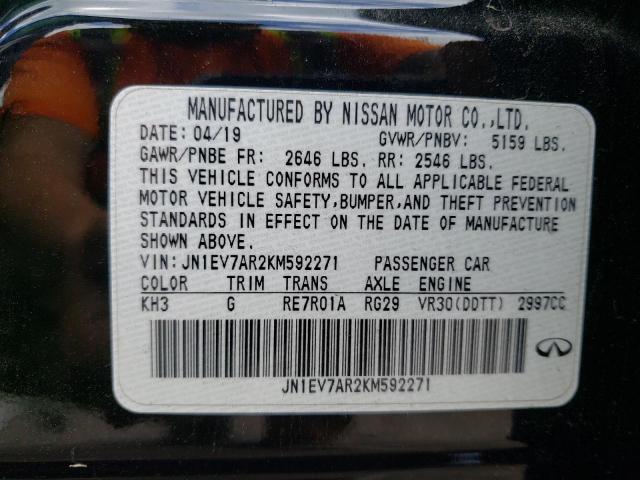 MANUFACTURED BY NISSAN MOTOR CO.,LTD.
DATE: 04/19 GVWR/PNBV: 5159 LBS.
GAWR/PNBE FR: 2646 LBS. RR: 2546 LBS.
THIS VEHICLE CONFORMS TO ALL APPLICABLE FEDERAL
MOTOR VEHICLE SAFETY,BUMPER,AND THEFT PREVENTION
STANDARDS IN EFFECT ON THE DATE OF MANUFACTURE
SHOWN ABOVE.
VIN:JN1EV7AR2KM592271 PASSENGER CAR
COLOR TRIM TRANS AXLE ENGINE
KH3 G RE7R01A RG29 VR30(DDTT) 2997CC
JN1EV7AR2KM592271